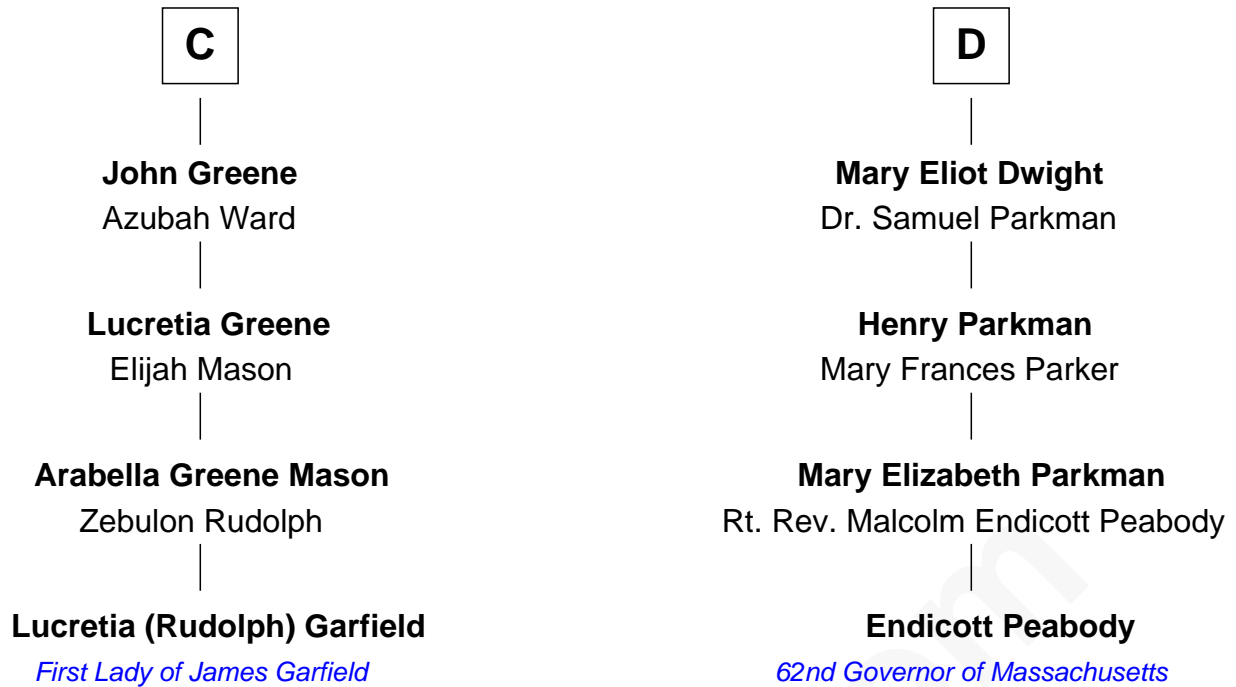 C
John Greene
Azubah Ward
Lucretia Greene
Elijah Mason
Arabella Greene Mason
Zebulon Rudolph
Lucretia (Rudolph) Garfield
First Lady of James Garfield
D
Mary Eliot Dwight
Dr. Samuel Parkman
Henry Parkman
Mary Frances Parker
Mary Elizabeth Parkman
Rt. Rev. Malcolm Endicott Peabody
Endicott Peabody
62nd Governor of Massachusetts